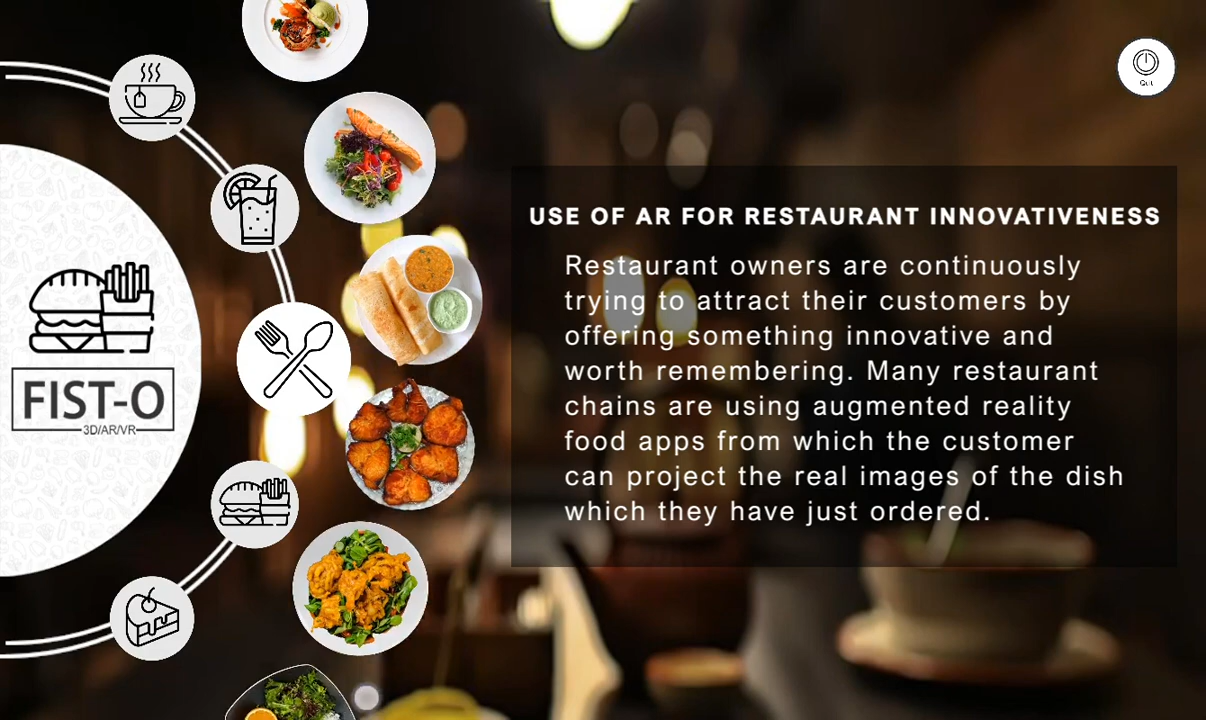 Quit
FIST-O
3D/AR/VR
USE OF AR FOR RESTAURANT INNOVATIVENESS
Restaurant owners are continuously
trying to attract their customers by
offering something innovative and
worth remembering. Many restaurant
chains are using augmented reality
food apps from which the customer
can project the real images of the dish
which they have just ordered.